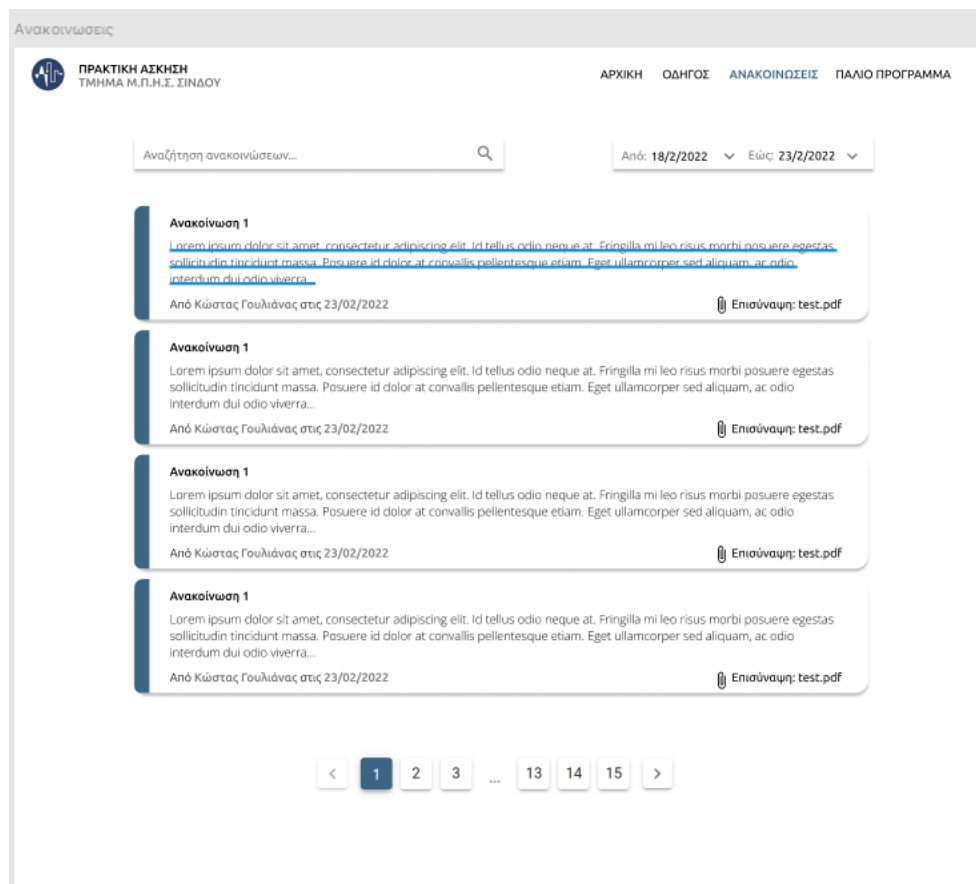 Ανακοινωσεις
ΠΡΑΚΤΙΚΗ ΑΣΚΗΣΗ
ΤΜΗΜΑ Μ.Π.Η.Σ. ΣΙΝΔΟΥ
ΑΡΧΙΚΗ ΟΔΗΓΟΣ ΑΝΑΚΟΙΝΩΣΕΙΣ ΠΑΛΙΟ ΠΡΟΓΡΑΜΜΑ
Αναζήτηση ανακοινώσεων...
Από: 18/2/2022 Εώς: 23/2/2022
Ανακοίνωση 1
Lorem ipsum dolor sit amet, consectetur adipiscing elit. Id tellus odio neque at. Fringilla mi leo risus morbi posuere egestas
sollicitudin tincidunt massa. Posuere id dolor at convallis pellentesque etiam. Eget ullamcorper sed aliquam, ac odio
interdum dui odio viverra...
Από Κώστας Γουλιάνας στις 23/02/2022
Επισύναψη: test.pdf
Ανακοίνωση 1
Lorem ipsum dolor sit amet, consectetur adipiscing elit. Id tellus odio neque at. Fringilla mi leo risus morbi posuere egestas
sollicitudin tincidunt massa. Posuere id dolor at convallis pellentesque etiam. Eget ullamcorper sed aliquam, ac odio
interdum dui odio viverra...
Από Κώστας Γουλιάνας στις 23/02/2022
Επισύναψη: test.pdf
Ανακοίνωση 1
Lorem ipsum dolor sit amet, consectetur adipiscing elit. Id tellus odio neque at. Fringilla mi leo risus morbi posuere egestas
sollicitudin tincidunt massa. Posuere id dolor at convallis pellentesque etiam. Eget ullamcorper sed aliquam, ac odio
interdum dui odio viverra...
Από Κώστας Γουλιάνας στις 23/02/2022
Επισύναψη: test.pdf
Ανακοίνωση 1
Lorem ipsum dolor sit amet, consectetur adipiscing elit. Id tellus odio neque at. Fringilla mi leo risus morbi posuere egestas
sollicitudin tincidunt massa. Posuere id dolor at convallis pellentesque etiam. Eget ullamcorper sed aliquam, ac odio
interdum dui odio viverra...
Από Κώστας Γουλιάνας στις 23/02/2022
Επισύναψη: test.pdf
< 1 2 3 ... 13 14 15 >